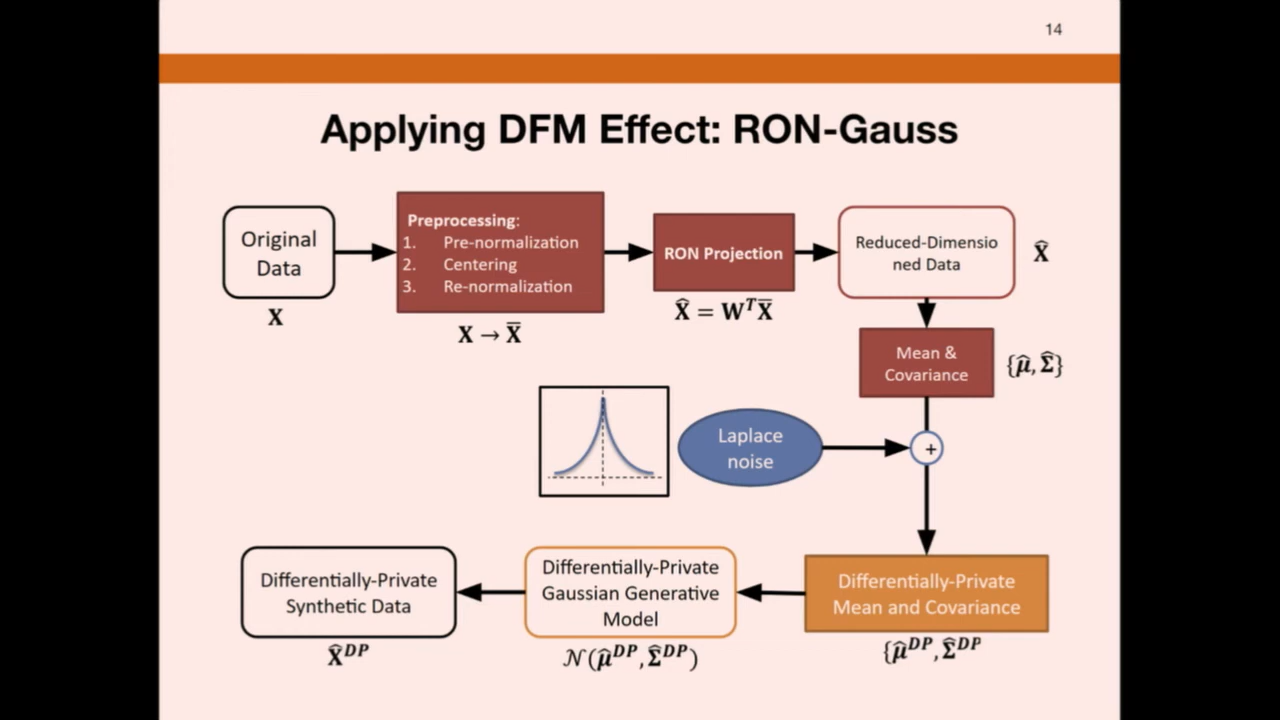 14
Applying DFM Effect: RON-Gauss
Original
Data
X
Preprocessing:
1. Pre-normalization
2. Centering
3. Re-normalization
X → X̅
RON Projection
X̂ = WᵀX̅
Reduced-Dimensio
ned Data
X̂
Mean &
Covariance
{μ̂, Σ̂}
Laplace
noise
+
Differentially-Private
Mean and Covariance
{μ̂ᴰᴾ, Σ̂ᴰᴾ
Differentially-Private
Gaussian Generative
Model
𝒩(μ̂ᴰᴾ, Σ̂ᴰᴾ)
Differentially-Private
Synthetic Data
X̂ᴰᴾ